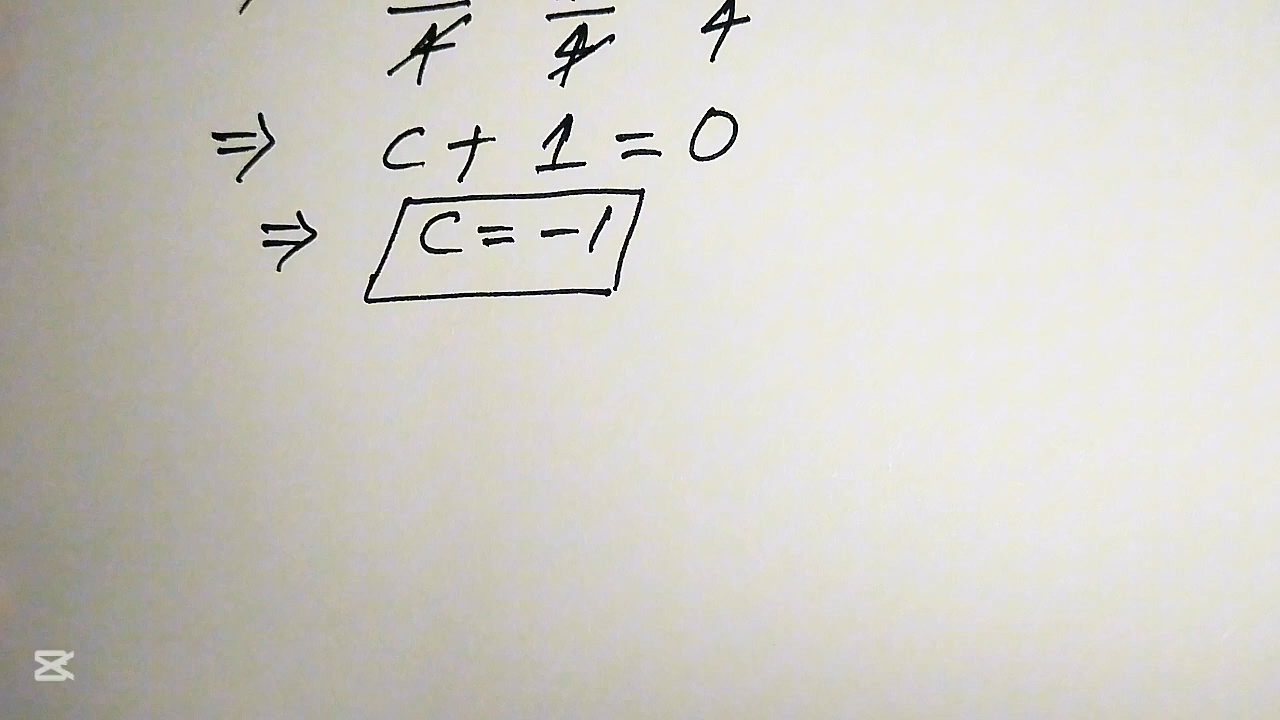 4 4 4
⇒ C + 1 = 0
⇒ C = -1